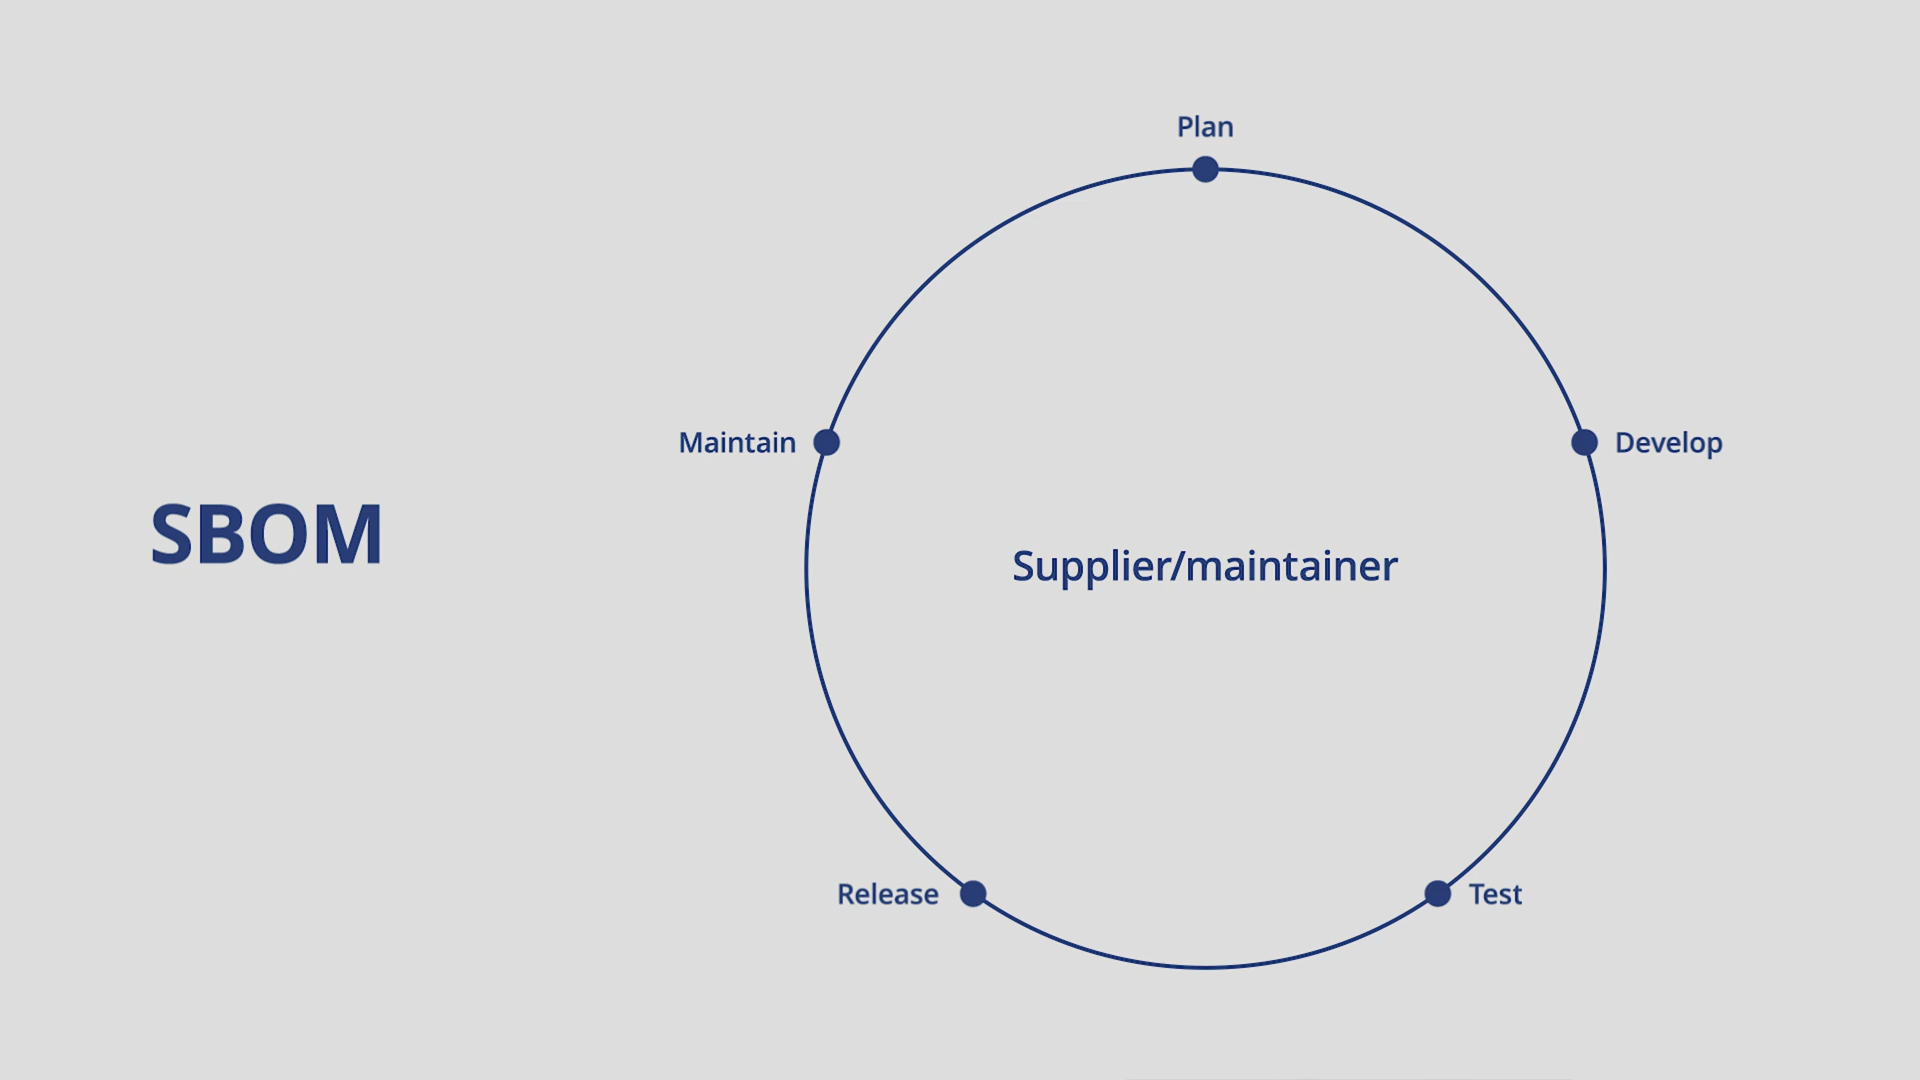 SBOM
Plan
Develop
Test
Release
Maintain
Supplier/maintainer